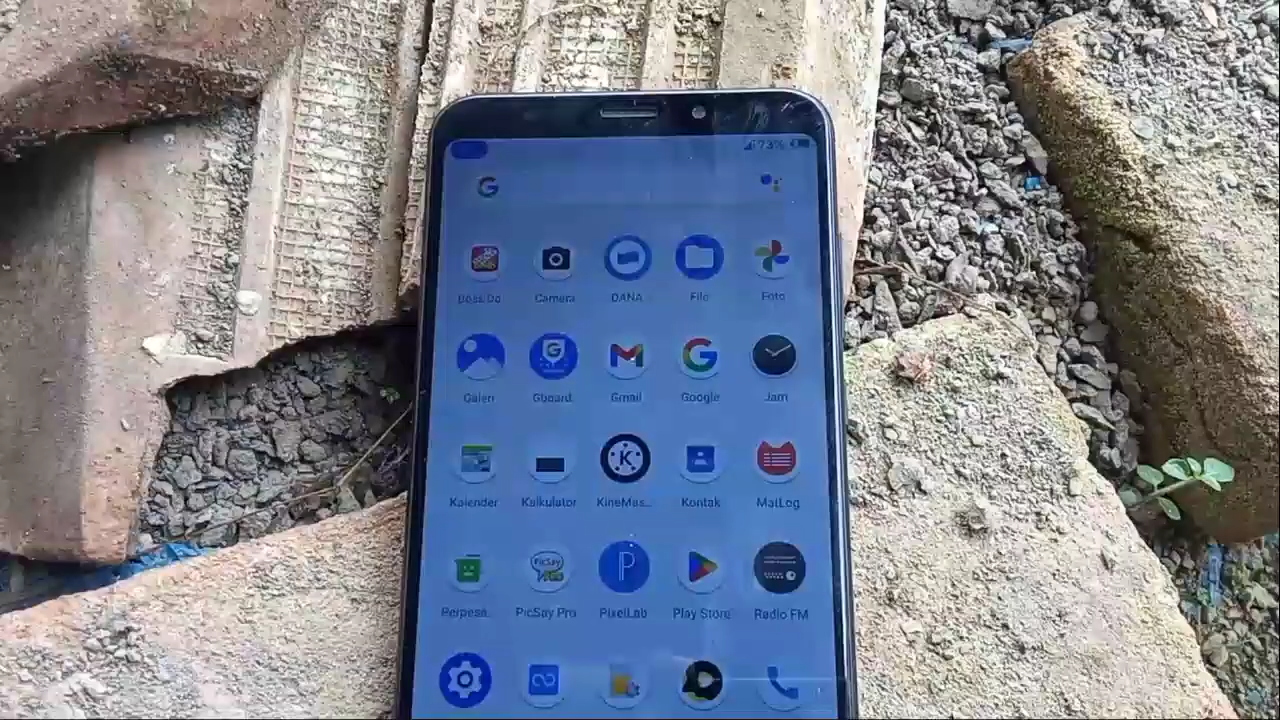 73%
Boss Do
Camera
DANA
File
Foto
Galeri
Gboard
Gmail
Google
Jam
Kalender
Kalkulator
KineMas..
Kontak
MatLog
Perpesa..
PicSay Pro
PixelLab
Play Store
Radio FM